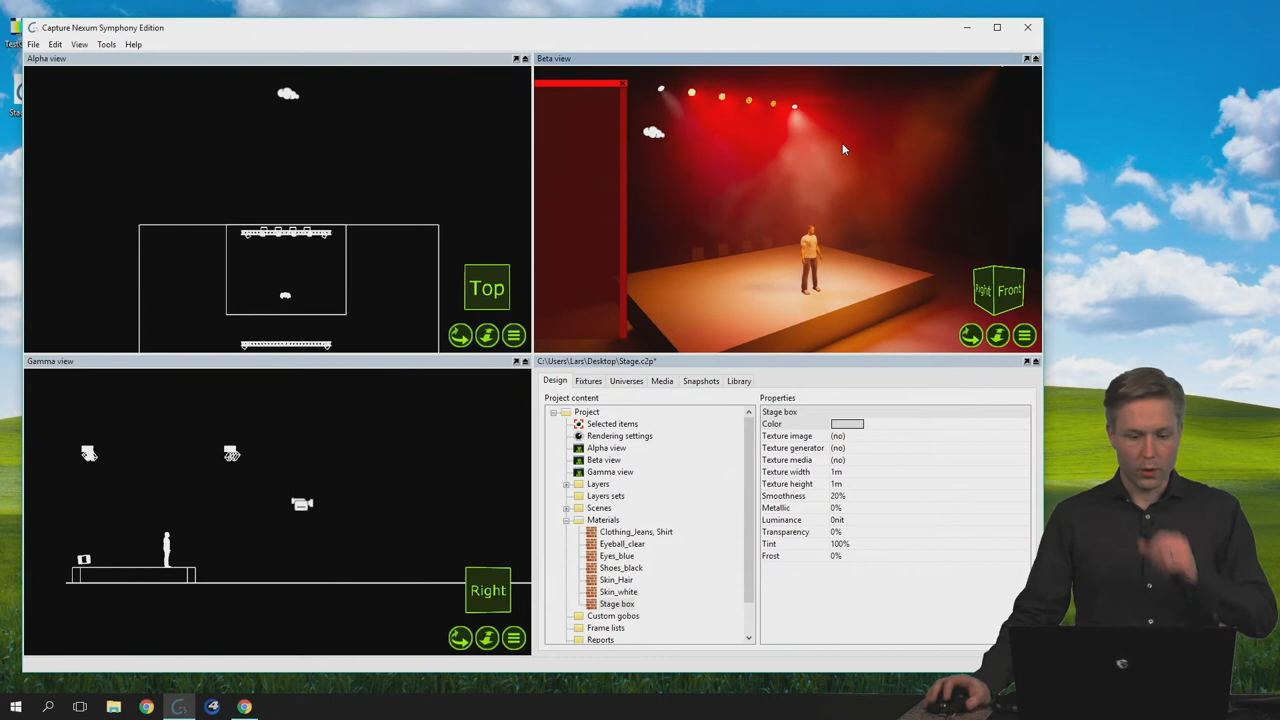 Capture Nexum Symphony Edition
File Edit View Tools Help
Alpha view
Beta view
Top
Right Front
Gamma view
C:\Users\Lars\Desktop\Stage.c2p*
Design Fixtures Universes Media Snapshots Library
Project content
Properties
Project
Selected items
Rendering settings
Alpha view
Beta view
Gamma view
Layers
Layers sets
Scenes
Materials
Clothing_Jeans, Shirt
Eyeball_clear
Eyes_blue
Shoes_black
Skin_Hair
Skin_white
Stage box
Custom gobos
Frame lists
Reports
Stage box
Color
Texture image (no)
Texture generator (no)
Texture media (no)
Texture width 1m
Texture height 1m
Smoothness 20%
Metallic 0%
Luminance 0nit
Transparency 0%
Tint 100%
Frost 0%
Right
4